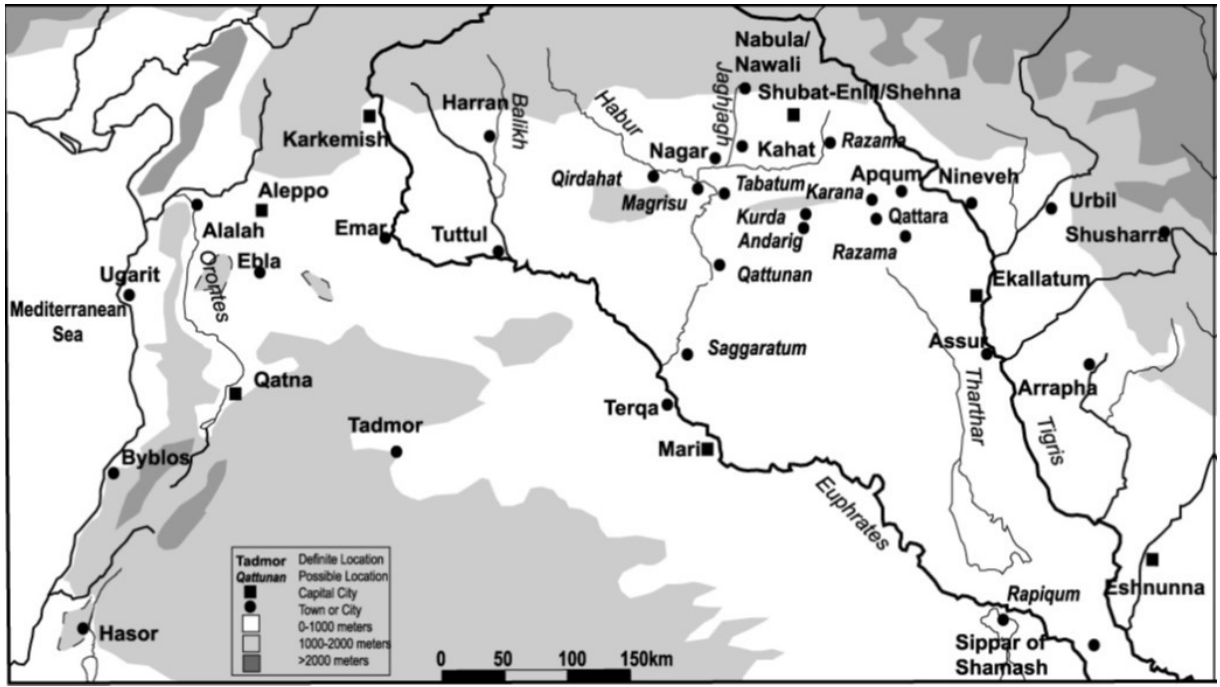 Nabula/
Nawali
Jaghjagh
Shubat-Enlil/Shehna
Harran
Balikh
Habur
Karkemish
Nagar
Kahat
Razama
Qirdahat
Magrisu
Tabatum
Karana
Apqum
Nineveh
Aleppo
Kurda
Qattara
Urbil
Alalah
Emar
Tuttul
Andarig
Razama
Shusharra
Ebla
Orontes
Qattunan
Ugarit
Ekallatum
Mediterranean
Sea
Saggaratum
Assur
Qatna
Arrapha
Terqa
Tharthar
Tadmor
Tigris
Mari
Byblos
Euphrates
Tadmor Definite Location
Qattunan Possible Location
Capital City
Town or City
0-1000 meters
1000-2000 meters
>2000 meters
Eshnunna
Rapiqum
Hasor
Sippar of
Shamash
0 50 100 150km